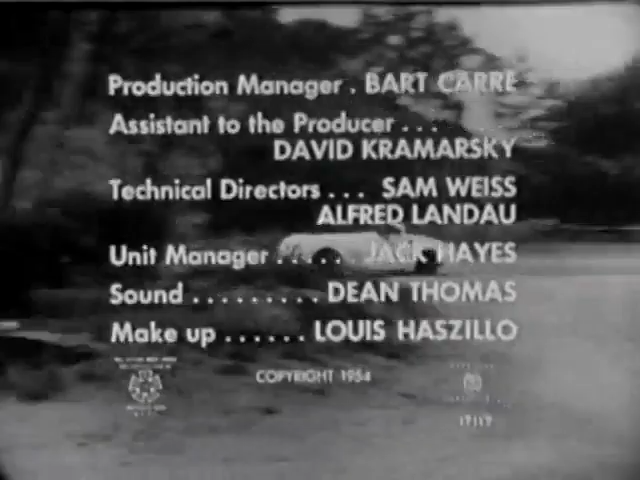 Production Manager . BART CARRE
Assistant to the Producer . . .
DAVID KRAMARSKY
Technical Directors . . . SAM WEISS
ALFRED LANDAU
Unit Manager . . . . . . JACK HAYES
Sound . . . . . . . . . DEAN THOMAS
Make up . . . . . . LOUIS HASZILLO
COPYRIGHT 1954
17117